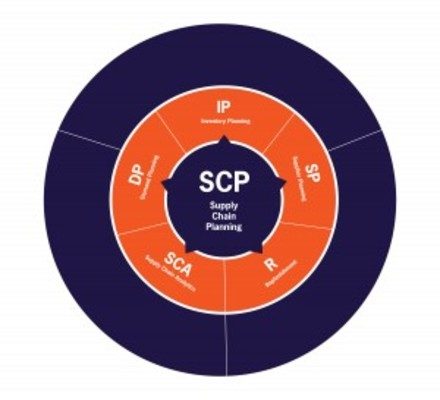 IP
Inventory Planning
SP
Supplier Planning
R
Replenishment
SCA
Supply Chain Analytics
DP
Demand Planning
SCP
Supply
Chain
Planning